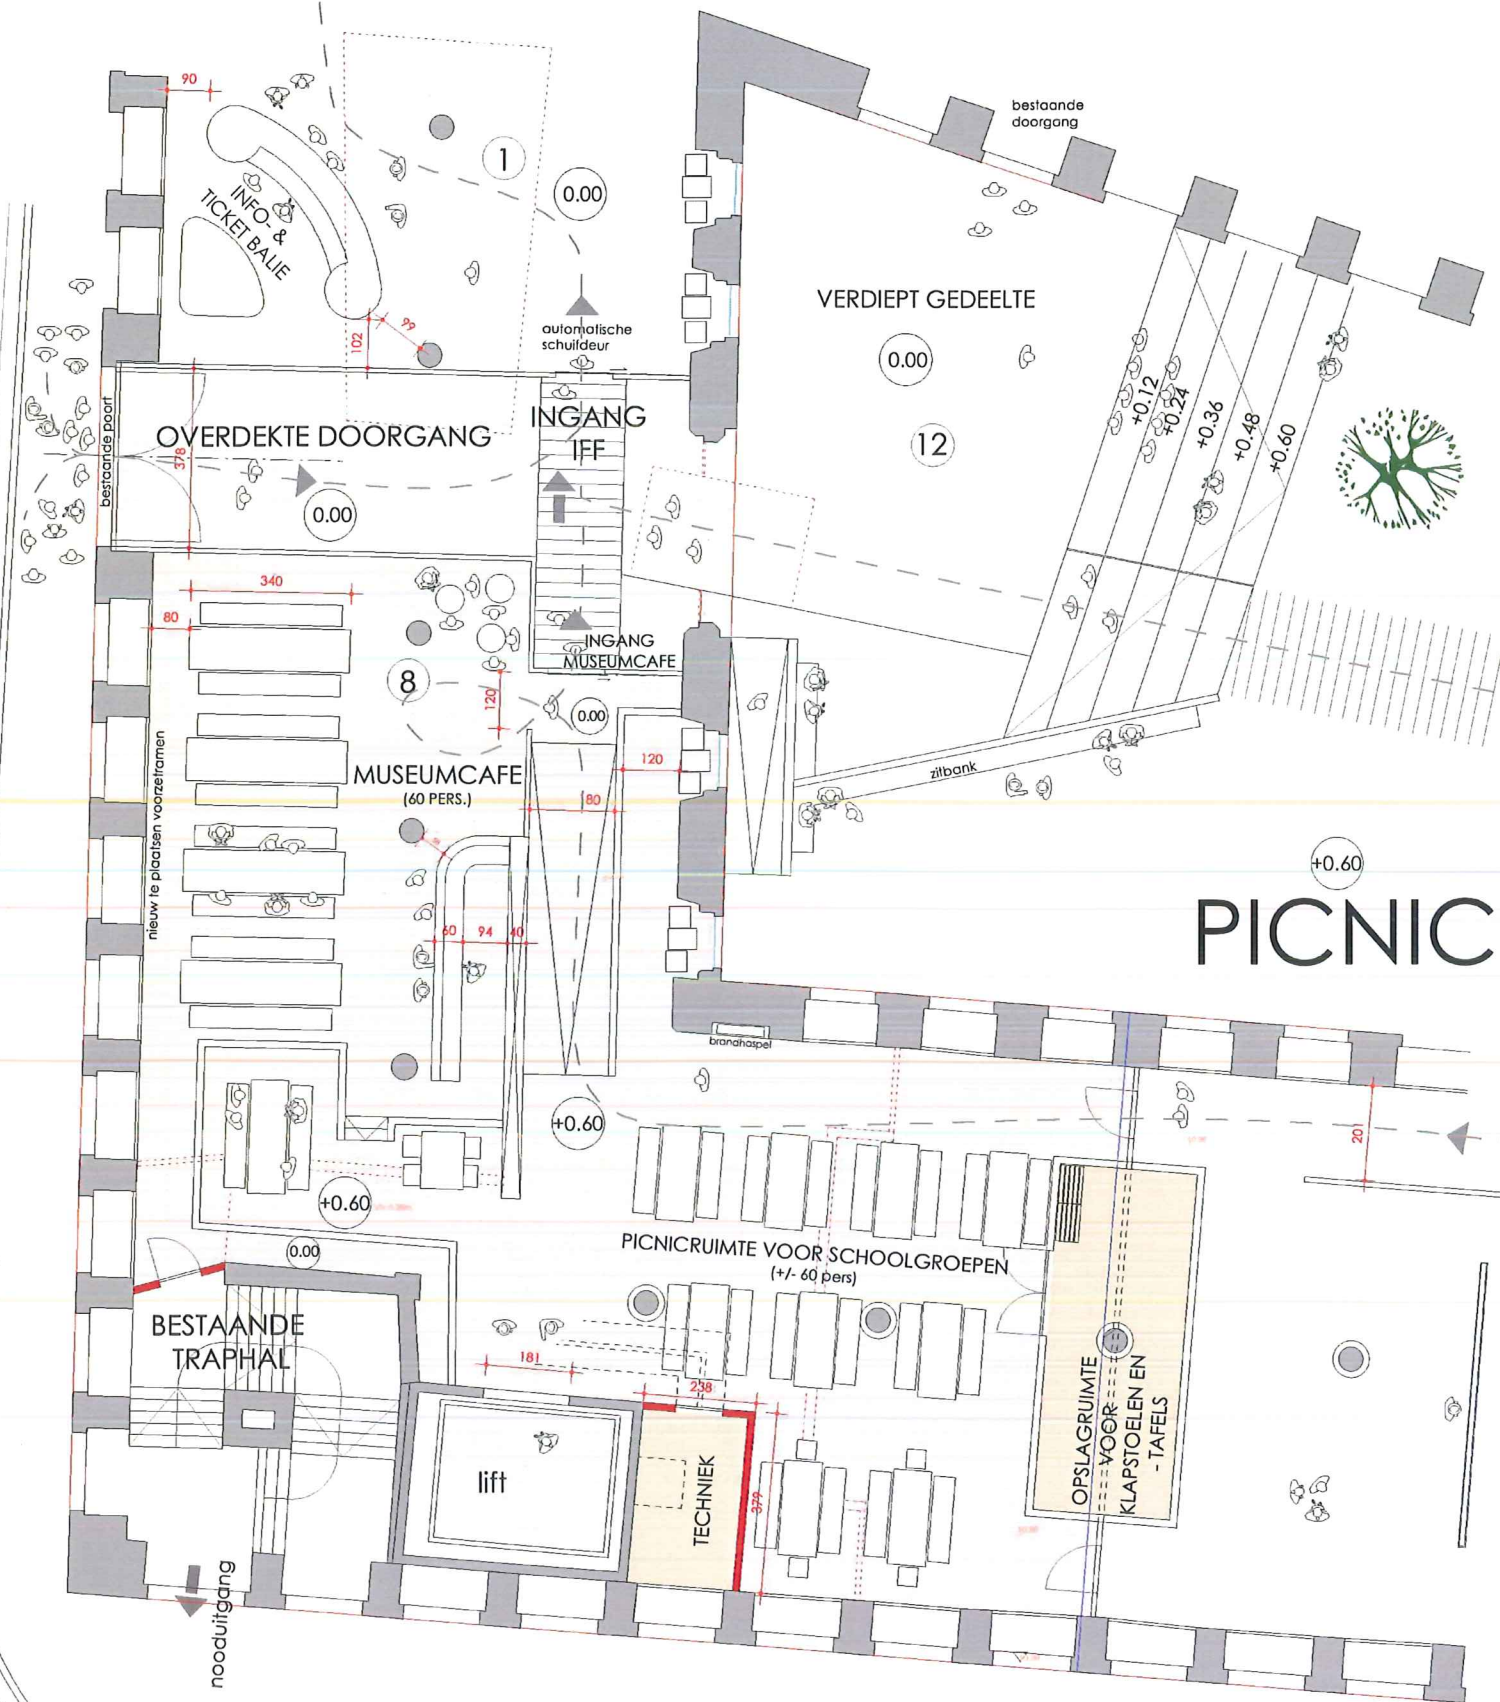 90
bestaande
doorgang
1
0.00
INFO- &
TICKET BALIE
VERDIEPT GEDEELTE
automatische
schuifdeur
99
102
0.00
+0.12
+0.24
+0.36
+0.48
+0.60
bestaande poort
OVERDEKTE DOORGANG
INGANG
IFF
12
378
0.00
340
80
INGANG
MUSEUMCAFE
8
120
0.00
nieuw te plaatsen voorzetramen
MUSEUMCAFE
(60 PERS.)
120
80
zitbank
+0.60
PICNIC
60
94
40
brandhaspel
+0.60
201
+0.60
0.00
PICNICRUIMTE VOOR SCHOOLGROEPEN
(+/- 60 pers)
BESTAANDE
TRAPHAL
181
238
OPSLAGRUIMTE
VOOR
KLAPSTOELEN EN
- TAFELS
lift
TECHNIEK
379
nooduitgang